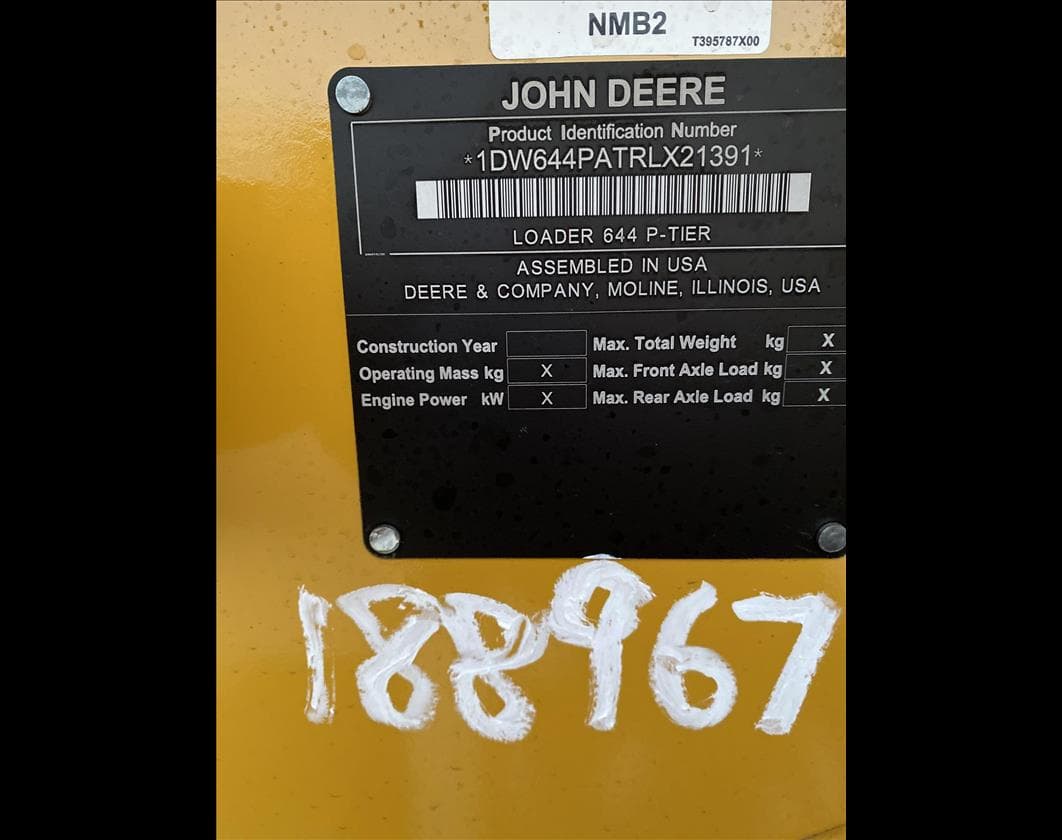 NMB2
T395787X00
JOHN DEERE
Product Identification Number
*1DW644PATRLX21391*
LOADER 644 P-TIER
ASSEMBLED IN USA
DEERE & COMPANY, MOLINE, ILLINOIS, USA
Construction Year Max. Total Weight kg X
Operating Mass kg X Max. Front Axle Load kg X
Engine Power kW X Max. Rear Axle Load kg X
188967